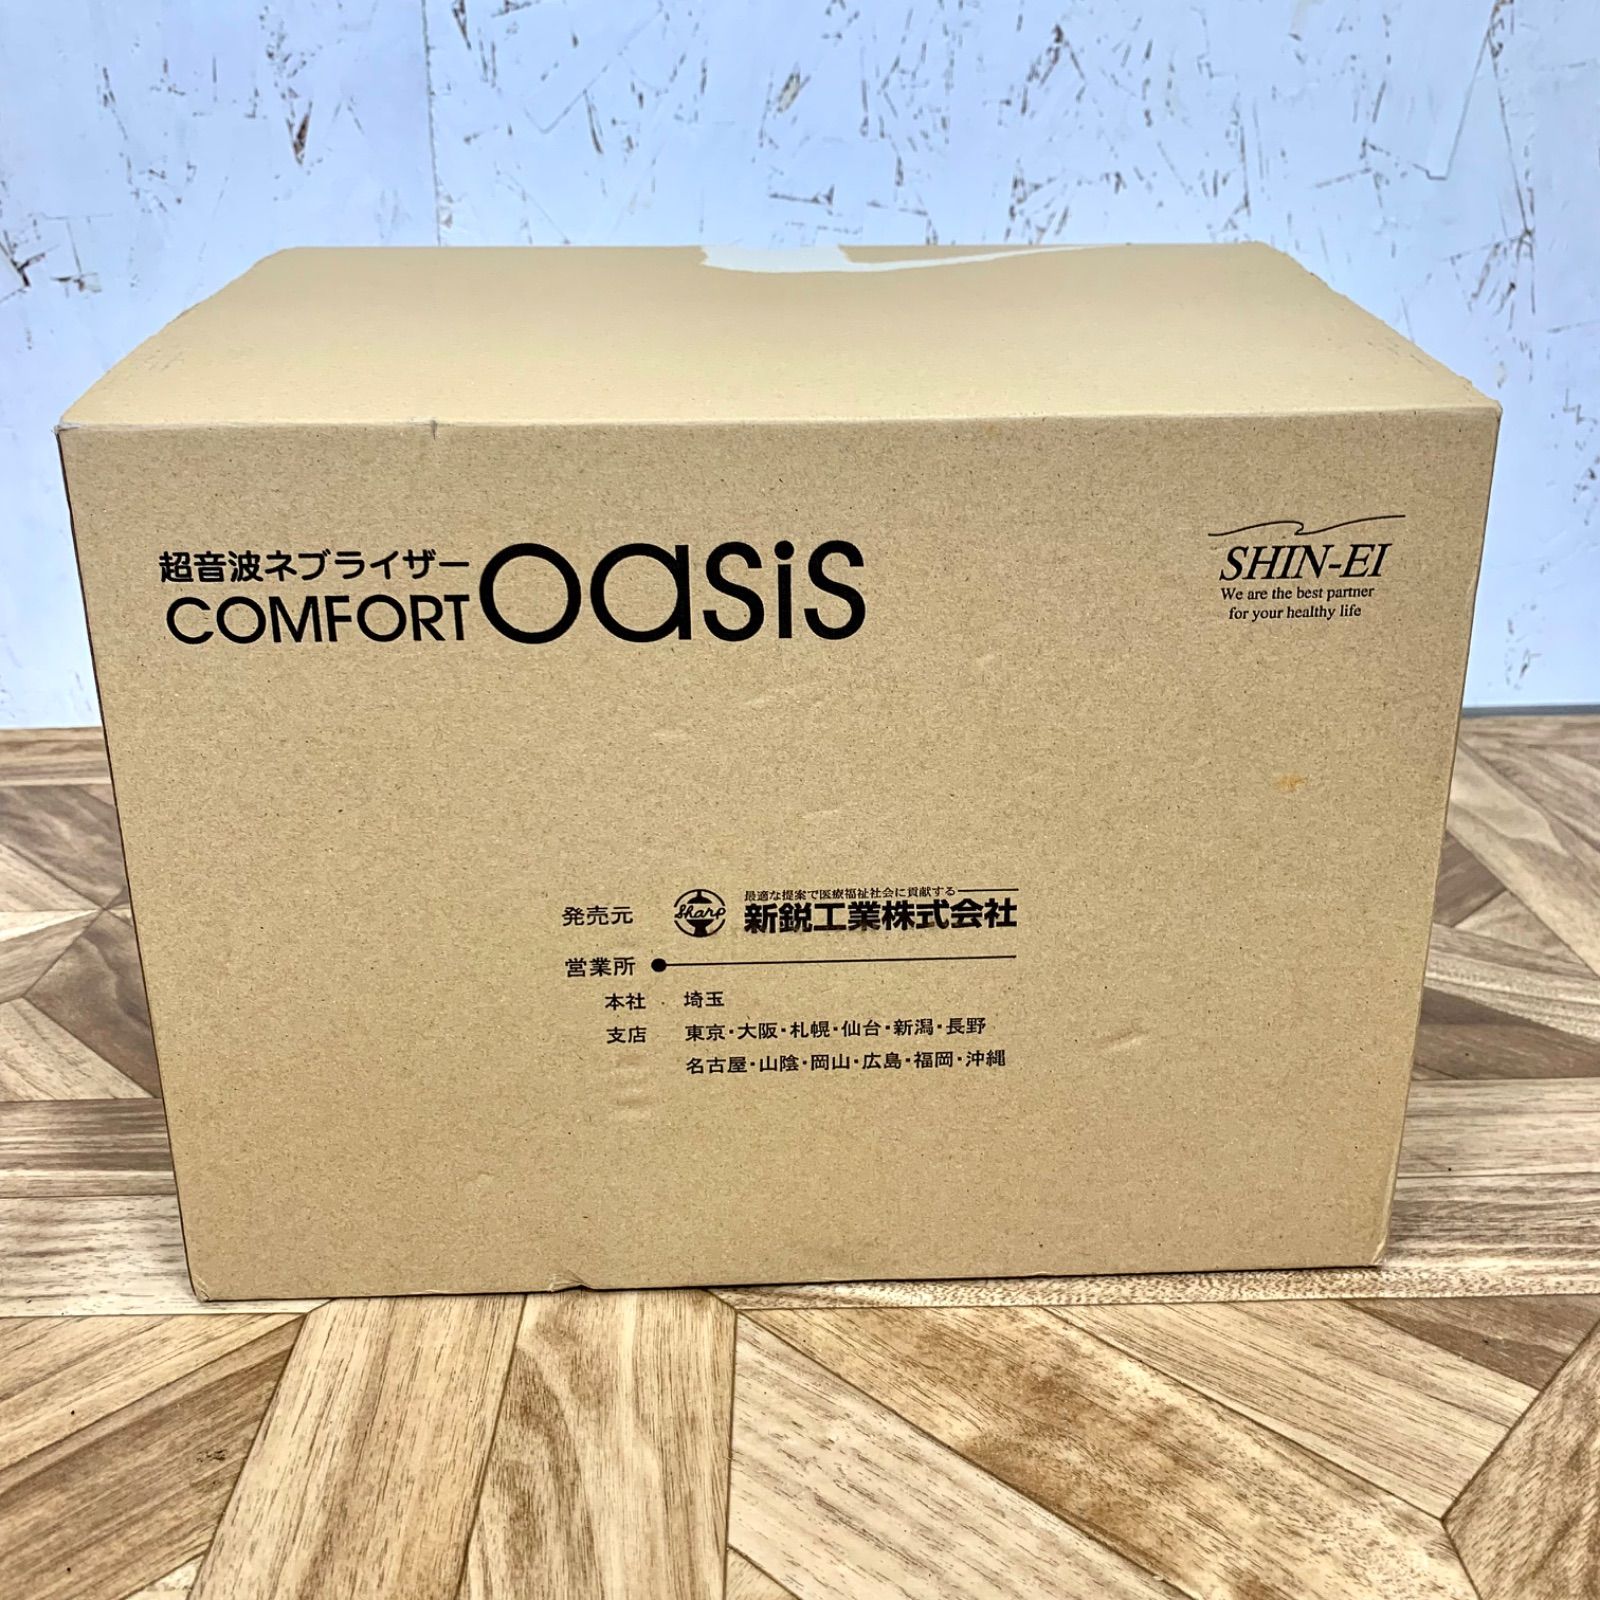 超音波ネブライザー
COMFORT oasis
SHIN-EI
We are the best partner
for your healthy life
最適な提案で医療福祉社会に貢献する
発売元 Sharp 新鋭工業株式会社
営業所
本社 埼玉
支店 東京・大阪・札幌・仙台・新潟・長野
名古屋・山陰・岡山・広島・福岡・沖縄